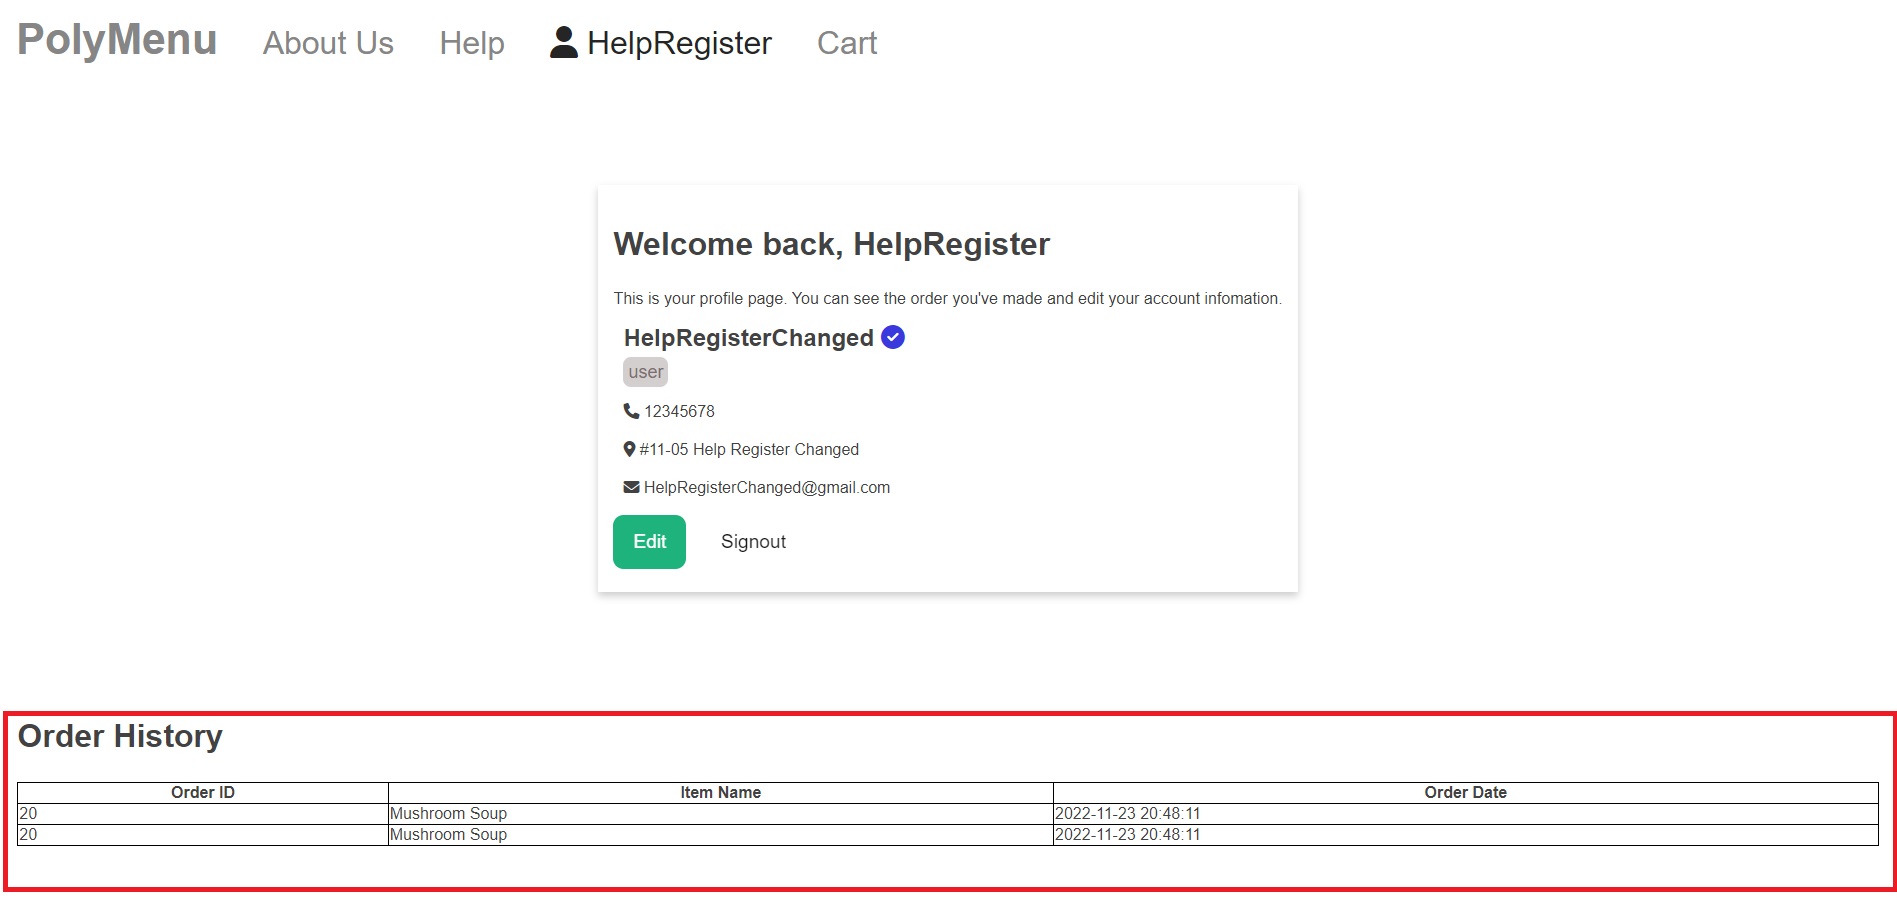 PolyMenu About Us Help HelpRegister Cart
Welcome back, HelpRegister
This is your profile page. You can see the order you've made and edit your account infomation.
HelpRegisterChanged
user
12345678
#11-05 Help Register Changed
HelpRegisterChanged@gmail.com
Edit Signout
Order History
Order ID Item Name Order Date
20 Mushroom Soup 2022-11-23 20:48:11
20 Mushroom Soup 2022-11-23 20:48:11